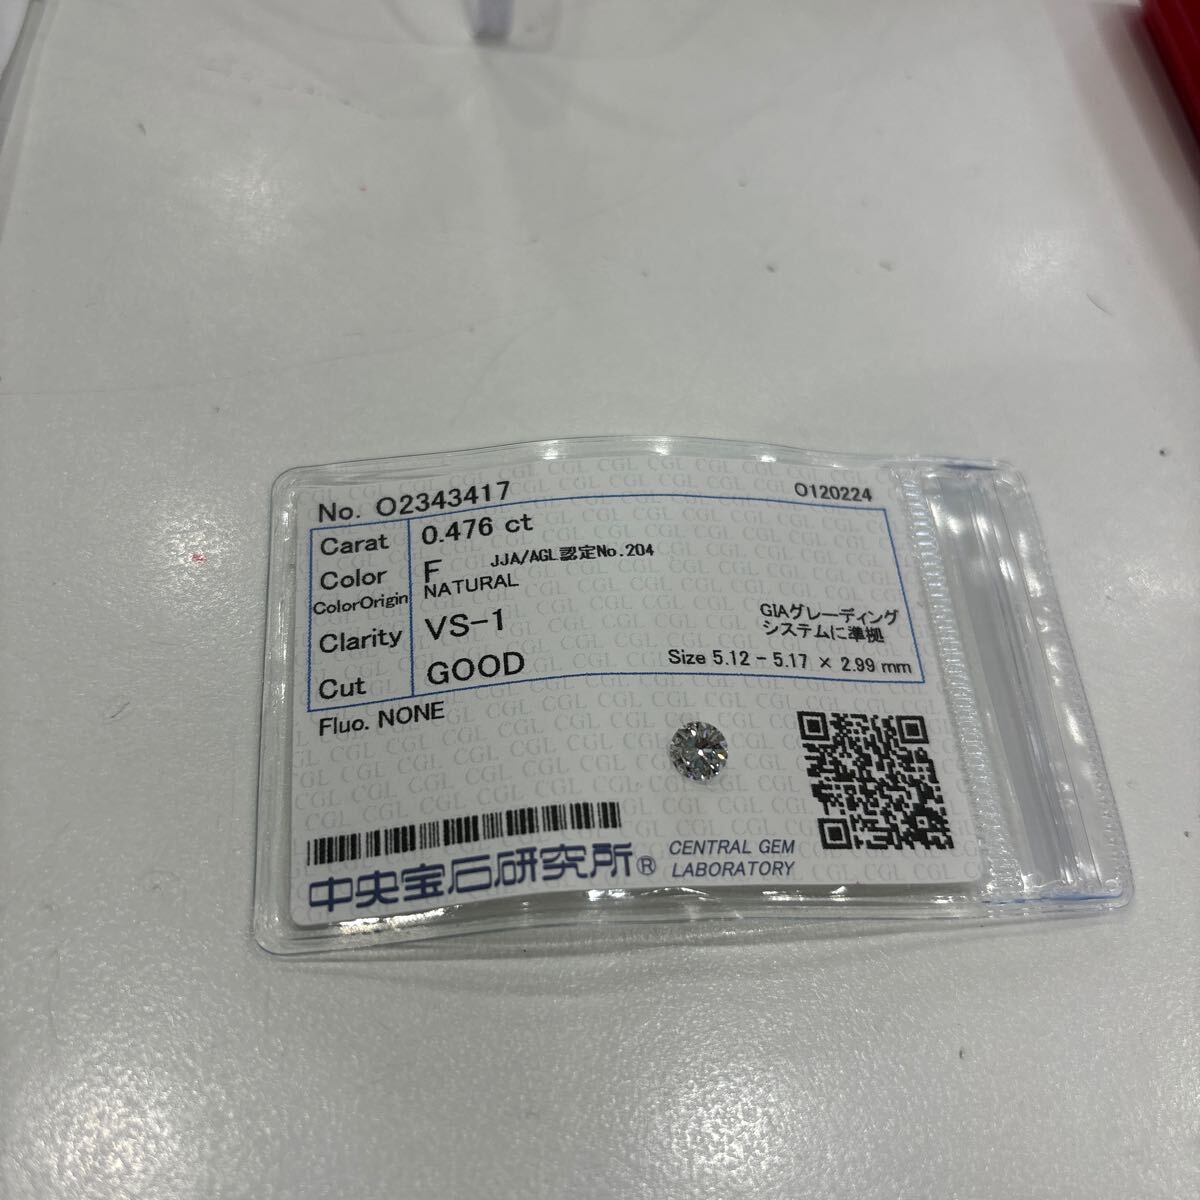 No. O2343417
O120224
Carat 0.476 ct
Color F JJA/AGL認定No.204
ColorOrigin NATURAL
Clarity VS-1
GIAグレーディング
システムに準拠
Cut GOOD
Size 5.12 - 5.17 × 2.99 mm
Fluo. NONE
中央宝石研究所®
CENTRAL GEM
LABORATORY